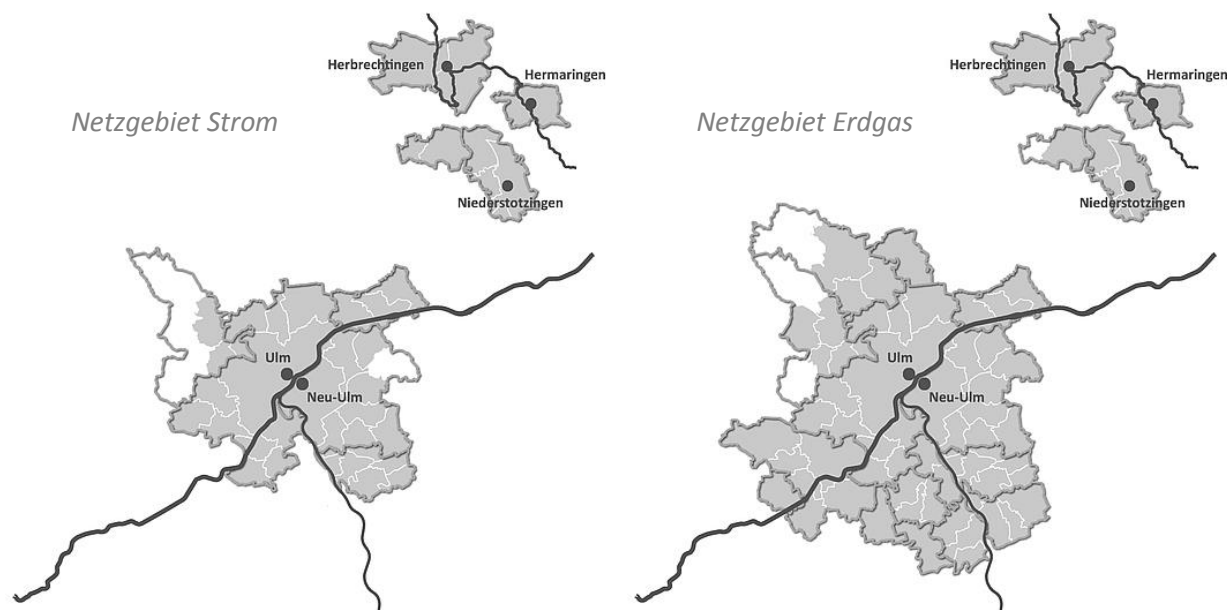 Herbrechtingen
Hermaringen
Netzgebiet Strom
Niederstotzingen
Ulm
Neu-Ulm
Herbrechtingen
Hermaringen
Netzgebiet Erdgas
Niederstotzingen
Ulm
Neu-Ulm